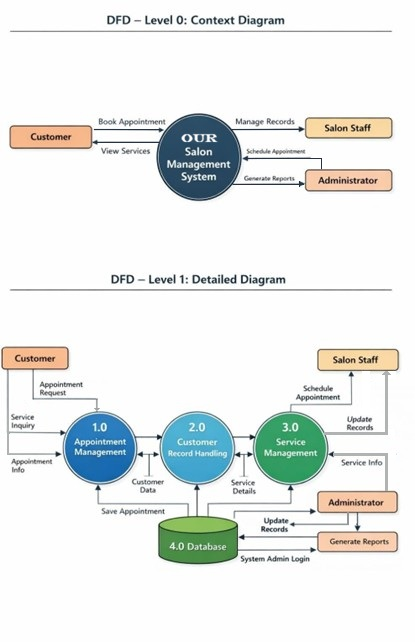 DFD – Level 0: Context Diagram
Book Appointment
Customer
View Services
OUR
Salon
Management
System
Manage Records
Salon Staff
Schedule Appointment
Generate Reports
Administrator
DFD – Level 1: Detailed Diagram
Customer
Salon Staff
Appointment
Request
Schedule
Appointment
Service
Inquiry
1.0
Appointment
Management
2.0
Customer
Record Handling
3.0
Service
Management
Update
Records
Appointment
Info
Customer
Data
Service
Details
Service Info
Save Appointment
Administrator
Update
Records
4.0 Database
Generate Reports
System Admin Login